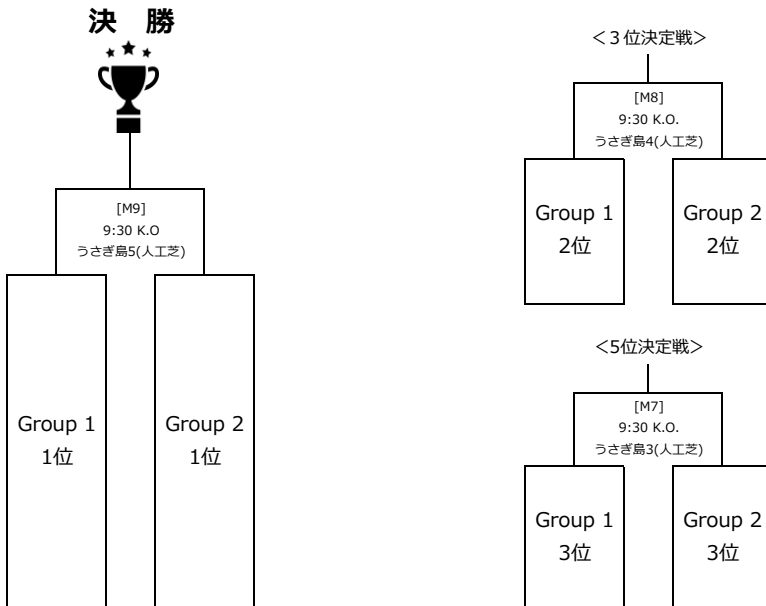 決　勝
[M9]
9:30 K.O
うさぎ島5(人工芝)
Group 1
1位
Group 2
1位
＜３位決定戦＞
[M8]
9:30 K.O.
うさぎ島4(人工芝)
Group 1
2位
Group 2
2位
＜5位決定戦＞
[M7]
9:30 K.O.
うさぎ島3(人工芝)
Group 1
3位
Group 2
3位